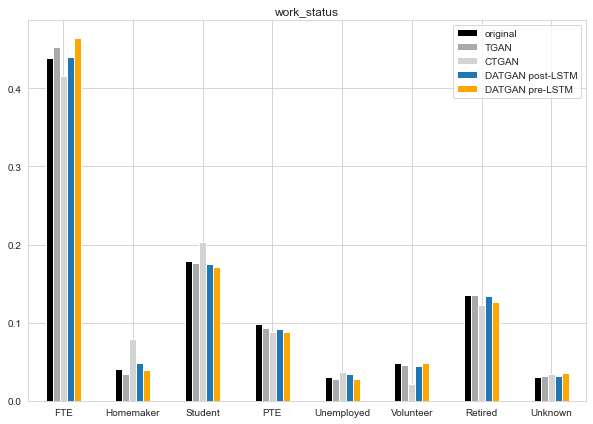 work_status
original
TGAN
CTGAN
DATGAN post-LSTM
DATGAN pre-LSTM
0.4
0.3
0.2
0.1
0.0
FTE Homemaker Student PTE Unemployed Volunteer Retired Unknown